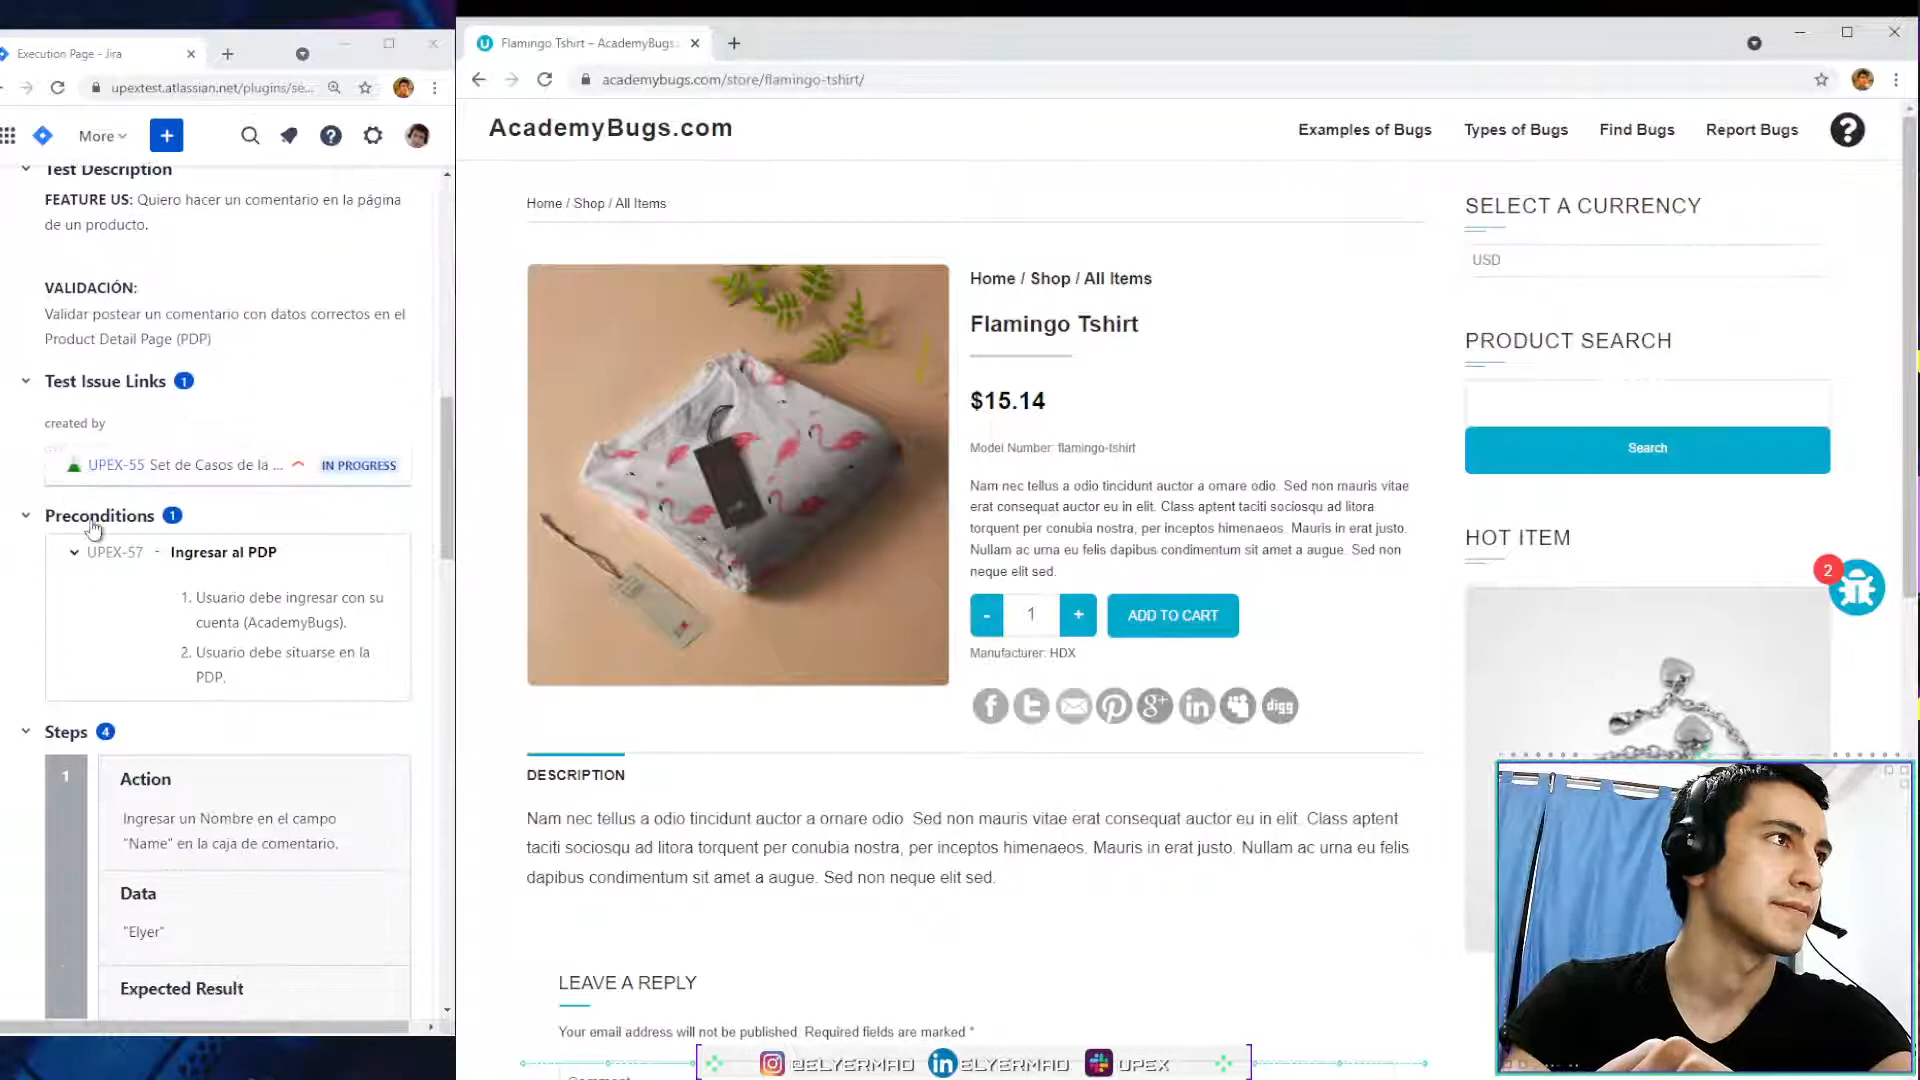 Execution Page - Jira
upextest.atlassian.net/plugins/se...
More
Test Description
FEATURE US: Quiero hacer un comentario en la página
de un producto.
VALIDACIÓN:
Validar postear un comentario con datos correctos en el
Product Detail Page (PDP)
Test Issue Links 1
created by
UPEX-55 Set de Casos de la ... IN PROGRESS
Preconditions 1
UPEX-57 - Ingresar al PDP
1. Usuario debe ingresar con su
cuenta (AcademyBugs).
2. Usuario debe situarse en la
PDP.
Steps 4
1
Action
Ingresar un Nombre en el campo
"Name" en la caja de comentario.
Data
"Elyer"
Expected Result
Flamingo Tshirt – AcademyBugs
academybugs.com/store/flamingo-tshirt/
AcademyBugs.com
Examples of Bugs
Types of Bugs
Find Bugs
Report Bugs
Home / Shop / All Items
Home / Shop / All Items
Flamingo Tshirt
$15.14
Model Number: flamingo-tshirt
Nam nec tellus a odio tincidunt auctor a ornare odio. Sed non mauris vitae
erat consequat auctor eu in elit. Class aptent taciti sociosqu ad litora
torquent per conubia nostra, per inceptos himenaeos. Mauris in erat justo.
Nullam ac urna eu felis dapibus condimentum sit amet a augue. Sed non
neque elit sed.
- 1 +
ADD TO CART
Manufacturer: HDX
digg
DESCRIPTION
Nam nec tellus a odio tincidunt auctor a ornare odio. Sed non mauris vitae erat consequat auctor eu in elit. Class aptent
taciti sociosqu ad litora torquent per conubia nostra, per inceptos himenaeos. Mauris in erat justo. Nullam ac urna eu felis
dapibus condimentum sit amet a augue. Sed non neque elit sed.
LEAVE A REPLY
Your email address will not be published. Required fields are marked *
Comment
SELECT A CURRENCY
USD
PRODUCT SEARCH
Search
HOT ITEM
2
@ELYERMAD
ELYERMAD
UPEX